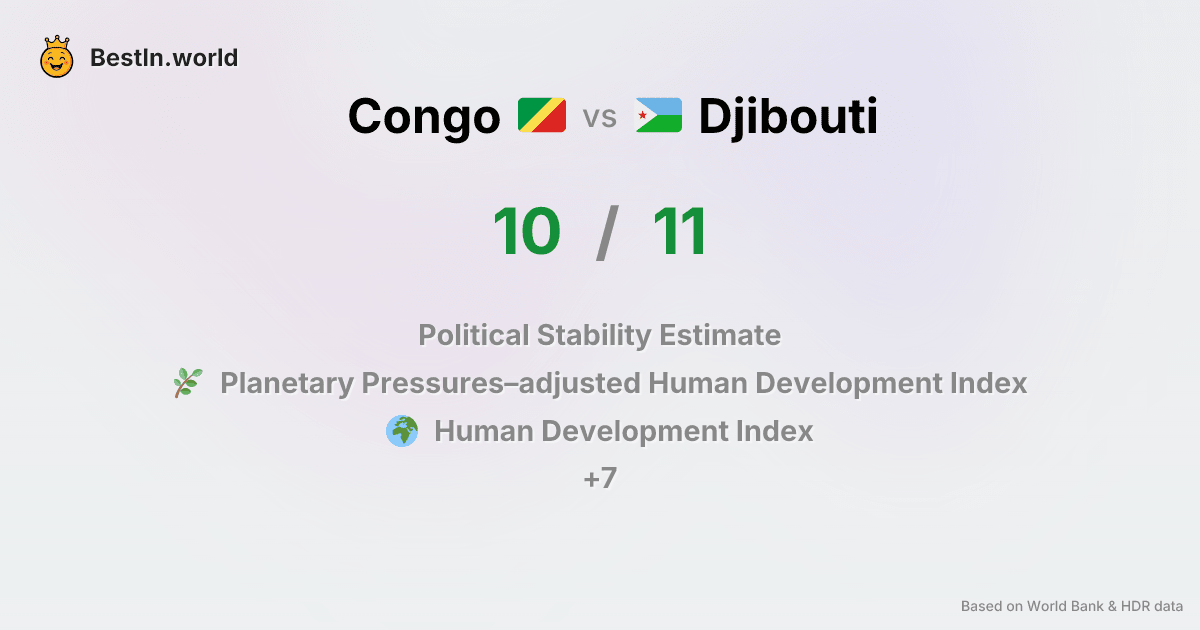 BestIn.world
Congo vs Djibouti
10 / 11
Political Stability Estimate
Planetary Pressures–adjusted Human Development Index
Human Development Index
+7
Based on World Bank & HDR data